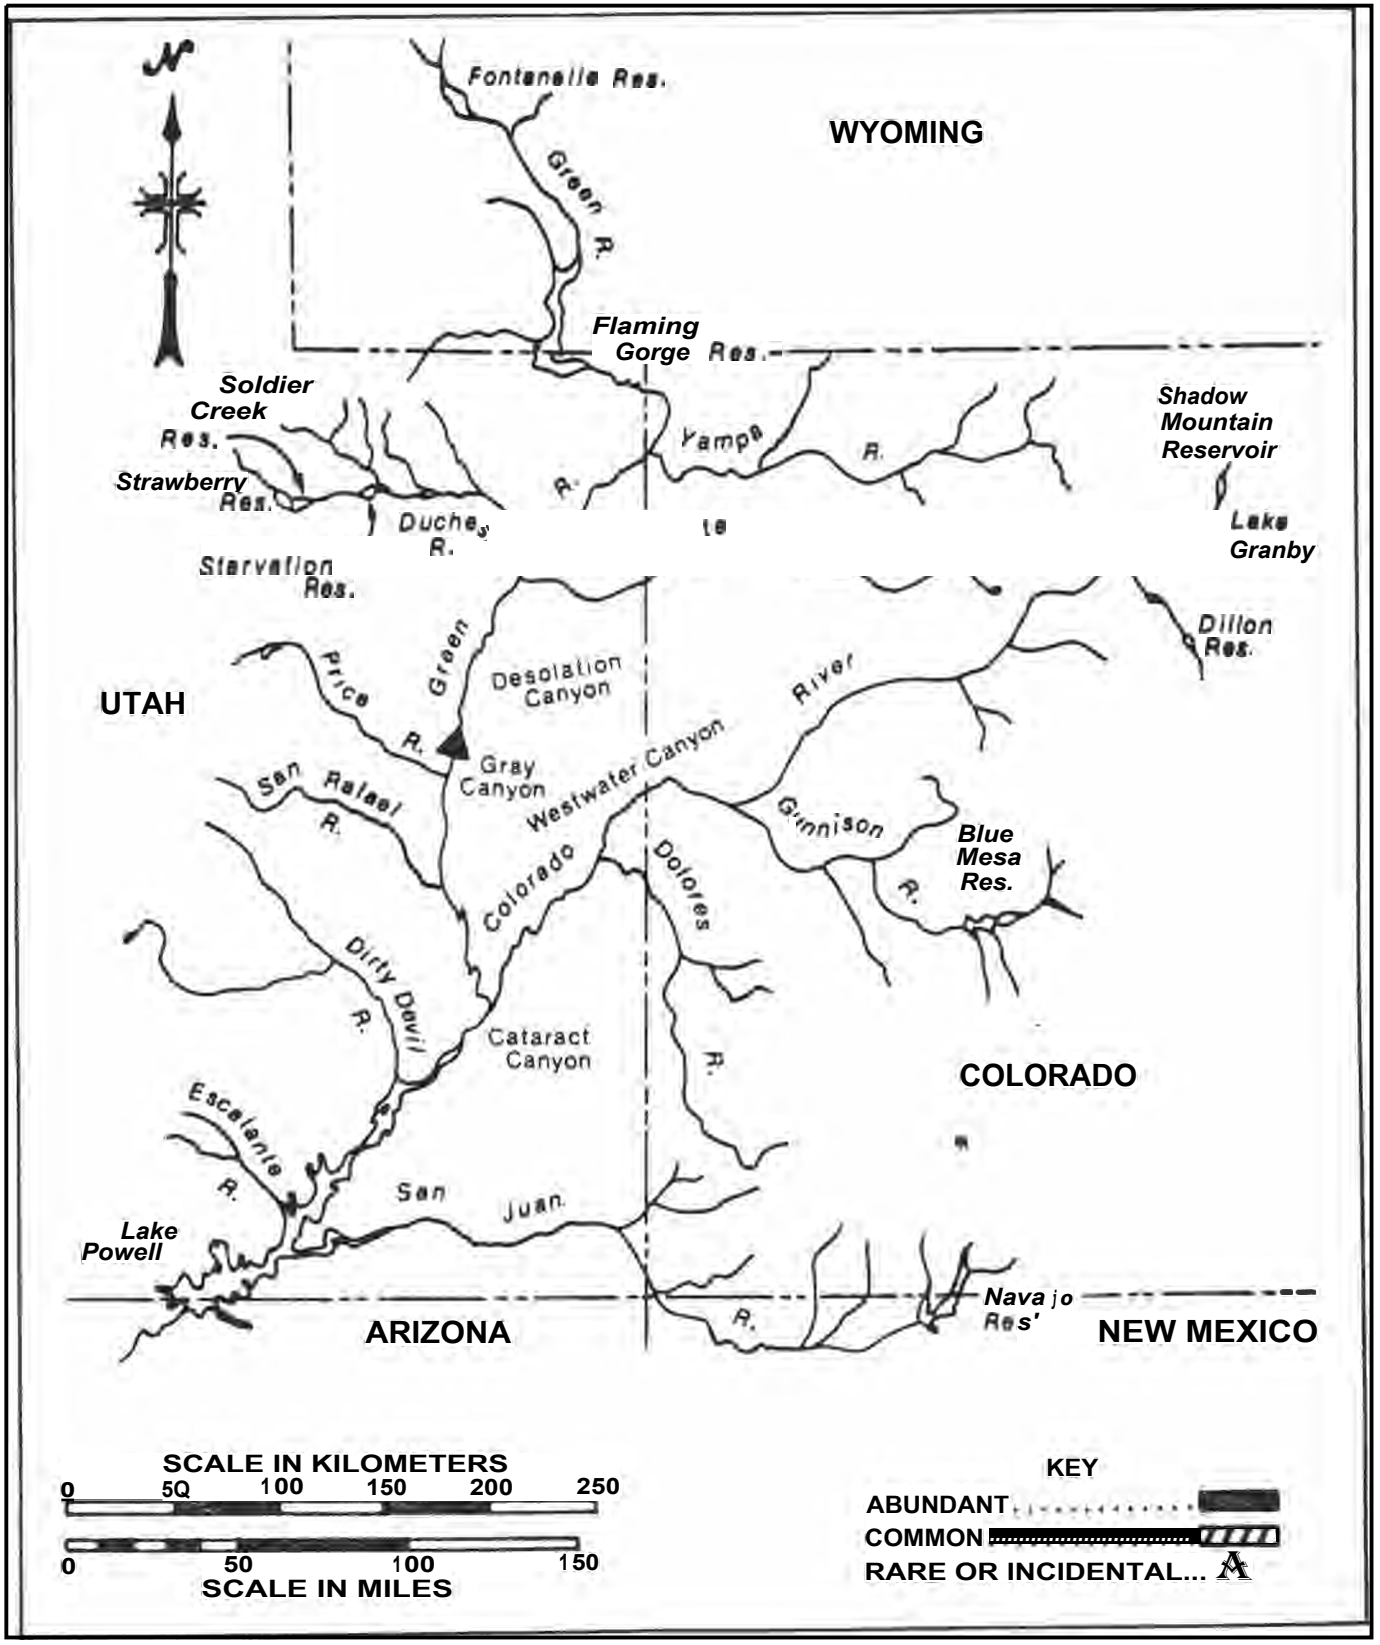 N
Fontenelle Res.
WYOMING
Green
R.
Flaming
Gorge Res.
Soldier
Creek
Res.
Strawberry
Res.
Yampa
R.
R.
Shadow
Mountain
Reservoir
Duches
R.
te
Lake
Granby
Starvation
Res.
Dillon
Res.
Price
R.
Green
Desolation
Canyon
River
UTAH
Gray
Canyon
Westwater Canyon
San Rafael
R.
Gunnison
R.
Blue
Mesa
Res.
Colorado
Dolores
R.
Dirty Devil
R.
Cataract
Canyon
COLORADO
Escalante
R.
San Juan
Lake
Powell
Nava jo
Res'
R.
ARIZONA
NEW MEXICO
SCALE IN KILOMETERS
0 5Q 100 150 200 250
0 50 100 150
SCALE IN MILES
KEY
ABUNDANT
COMMON
RARE OR INCIDENTAL... A